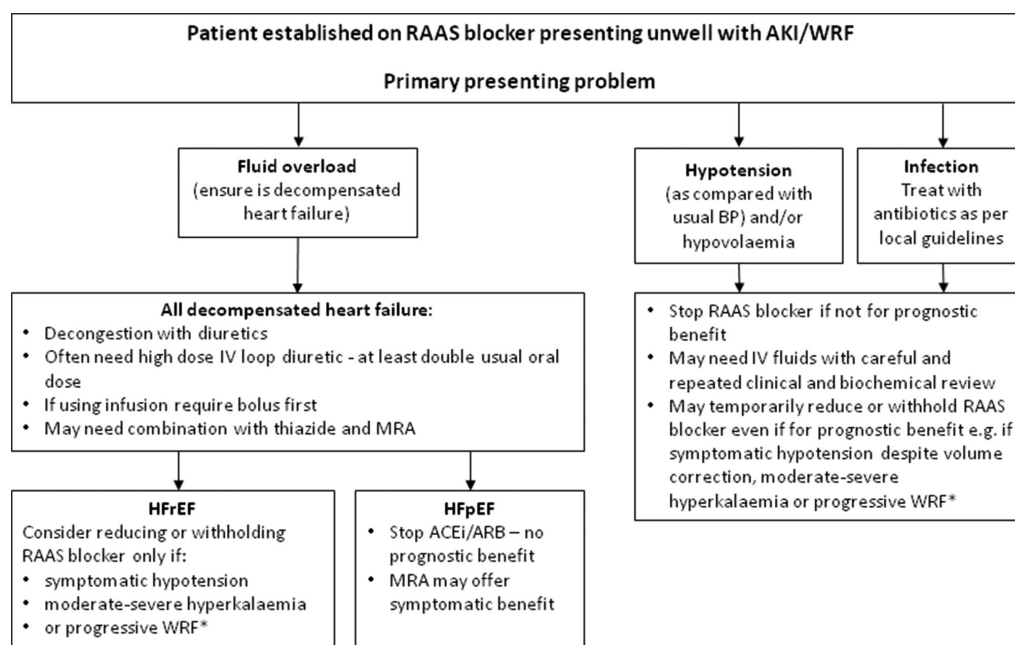 Patient established on RAAS blocker presenting unwell with AKI/WRF
Primary presenting problem
Fluid overload
(ensure is decompensated
heart failure)
Hypotension
(as compared with
usual BP) and/or
hypovolaemia
Infection
Treat with
antibiotics as per
local guidelines
All decompensated heart failure:
• Decongestion with diuretics
• Often need high dose IV loop diuretic - at least double usual oral
dose
• If using infusion require bolus first
• May need combination with thiazide and MRA
• Stop RAAS blocker if not for prognostic
benefit
• May need IV fluids with careful and
repeated clinical and biochemical review
• May temporarily reduce or withhold RAAS
blocker even if for prognostic benefit e.g. if
symptomatic hypotension despite volume
correction, moderate-severe
hyperkalaemia or progressive WRF*
HFrEF
Consider reducing or withholding
RAAS blocker only if:
• symptomatic hypotension
• moderate-severe hyperkalaemia
• or progressive WRF*
HFpEF
• Stop ACEi/ARB – no
prognostic benefit
• MRA may offer
symptomatic benefit